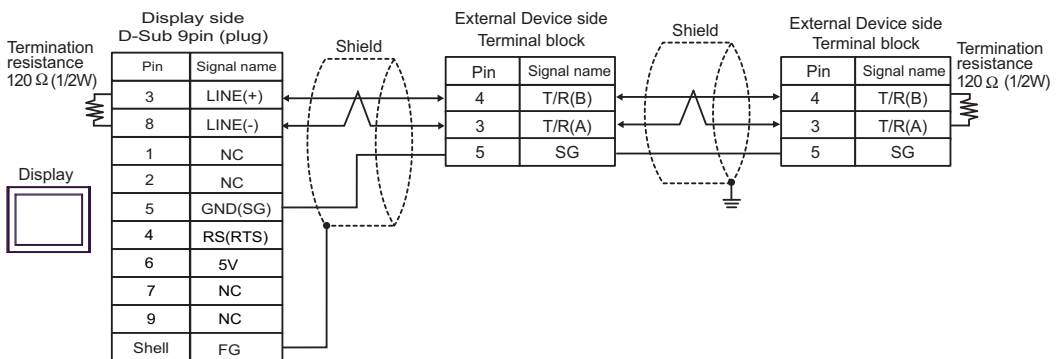 Display side
D-Sub 9pin (plug)
Termination
resistance
120 Ω (1/2W)
Pin Signal name
3 LINE(+)
8 LINE(-)
1 NC
2 NC
5 GND(SG)
4 RS(RTS)
6 5V
7 NC
9 NC
Shell FG
Display
Shield
External Device side
Terminal block
Pin Signal name
4 T/R(B)
3 T/R(A)
5 SG
Shield
External Device side
Terminal block
Pin Signal name
4 T/R(B)
3 T/R(A)
5 SG
Termination
resistance
120 Ω (1/2W)